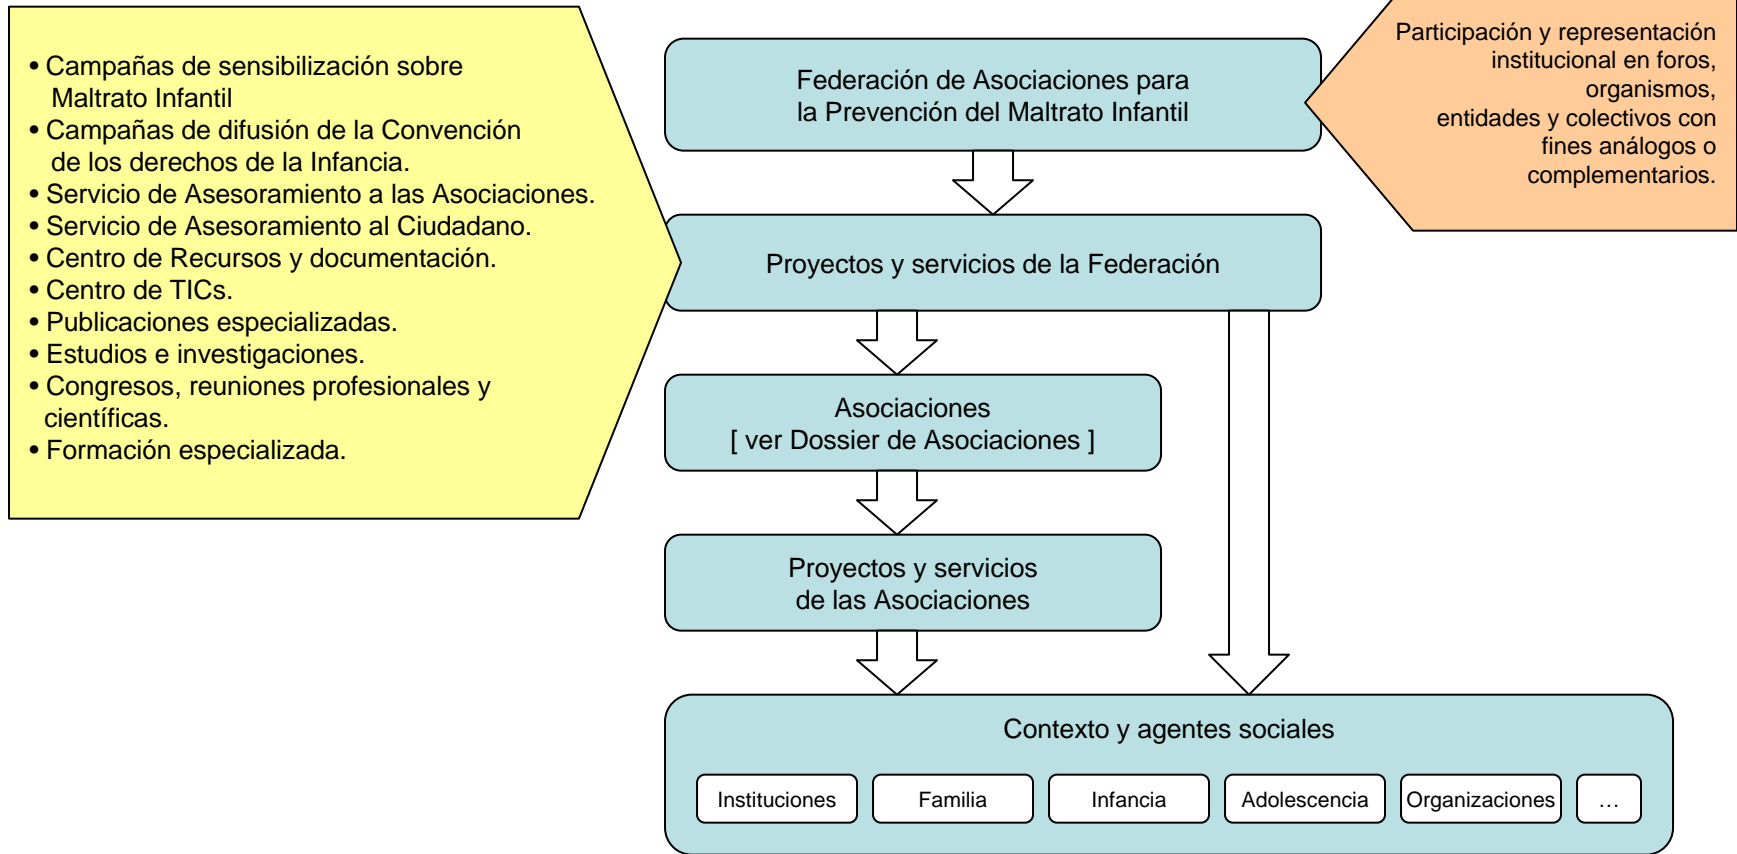 • Campañas de sensibilización sobre
Maltrato Infantil
• Campañas de difusión de la Convención
de los derechos de la Infancia.
• Servicio de Asesoramiento a las Asociaciones.
• Servicio de Asesoramiento al Ciudadano.
• Centro de Recursos y documentación.
• Centro de TICs.
• Publicaciones especializadas.
• Estudios e investigaciones.
• Congresos, reuniones profesionales y
científicas.
• Formación especializada.
Federación de Asociaciones para
la Prevención del Maltrato Infantil
Participación y representación
institucional en foros,
organismos,
entidades y colectivos con
fines análogos o
complementarios.
Proyectos y servicios de la Federación
Asociaciones
[ ver Dossier de Asociaciones ]
Proyectos y servicios
de las Asociaciones
Contexto y agentes sociales
Instituciones
Familia
Infancia
Adolescencia
Organizaciones
…